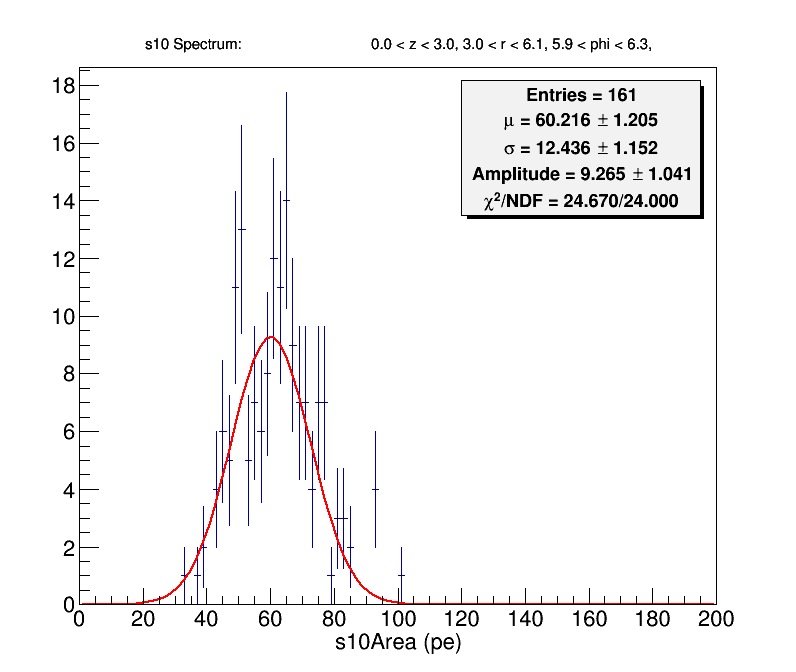 s10 Spectrum: 0.0 < z < 3.0, 3.0 < r < 6.1, 5.9 < phi < 6.3,
Entries = 161
μ = 60.216 ± 1.205
σ = 12.436 ± 1.152
Amplitude = 9.265 ± 1.041
χ²/NDF = 24.670/24.000
18
16
14
12
10
8
6
4
2
0
0 20 40 60 80 100 120 140 160 180 200
s10Area (pe)